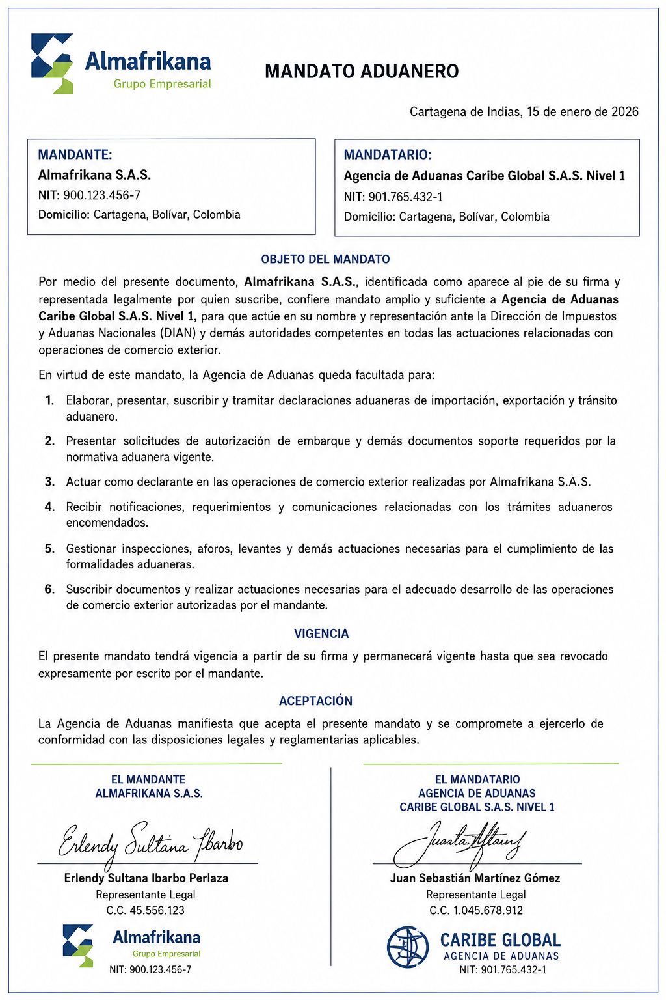 Almafrikana
Grupo Empresarial
MANDATO ADUANERO
Cartagena de Indias, 15 de enero de 2026
MANDANTE:
Almafrikana S.A.S.
NIT: 900.123.456-7
Domicilio: Cartagena, Bolívar, Colombia
MANDATARIO:
Agencia de Aduanas Caribe Global S.A.S. Nivel 1
NIT: 901.765.432-1
Domicilio: Cartagena, Bolívar, Colombia
OBJETO DEL MANDATO
Por medio del presente documento, Almafrikana S.A.S., identificada como aparece al pie de su firma y
representada legalmente por quien suscribe, confiere mandato amplio y suficiente a Agencia de Aduanas
Caribe Global S.A.S. Nivel 1, para que actúe en su nombre y representación ante la Dirección de Impuestos
y Aduanas Nacionales (DIAN) y demás autoridades competentes en todas las actuaciones relacionadas con
operaciones de comercio exterior.
En virtud de este mandato, la Agencia de Aduanas queda facultada para:
1. Elaborar, presentar, suscribir y tramitar declaraciones aduaneras de importación, exportación y tránsito
aduanero.
2. Presentar solicitudes de autorización de embarque y demás documentos soporte requeridos por la
normativa aduanera vigente.
3. Actuar como declarante en las operaciones de comercio exterior realizadas por Almafrikana S.A.S.
4. Recibir notificaciones, requerimientos y comunicaciones relacionadas con los trámites aduaneros
encomendados.
5. Gestionar inspecciones, aforos, levantes y demás actuaciones necesarias para el cumplimiento de las
formalidades aduaneras.
6. Suscribir documentos y realizar actuaciones necesarias para el adecuado desarrollo de las operaciones
de comercio exterior autorizadas por el mandante.
VIGENCIA
El presente mandato tendrá vigencia a partir de su firma y permanecerá vigente hasta que sea revocado
expresamente por escrito por el mandante.
ACEPTACIÓN
La Agencia de Aduanas manifiesta que acepta el presente mandato y se compromete a ejercerlo de
conformidad con las disposiciones legales y reglamentarias aplicables.
EL MANDANTE
ALMAFRIKANA S.A.S.
Erlendy Sultana Ibarbo
Erlendy Sultana Ibarbo Perlaza
Representante Legal
C.C. 45.556.123
Almafrikana
Grupo Empresarial
NIT: 900.123.456-7
EL MANDATARIO
AGENCIA DE ADUANAS
CARIBE GLOBAL S.A.S. NIVEL 1
Juan Sebastián Martínez Gómez
Representante Legal
C.C. 1.045.678.912
CARIBE GLOBAL
AGENCIA DE ADUANAS
NIT: 901.765.432-1